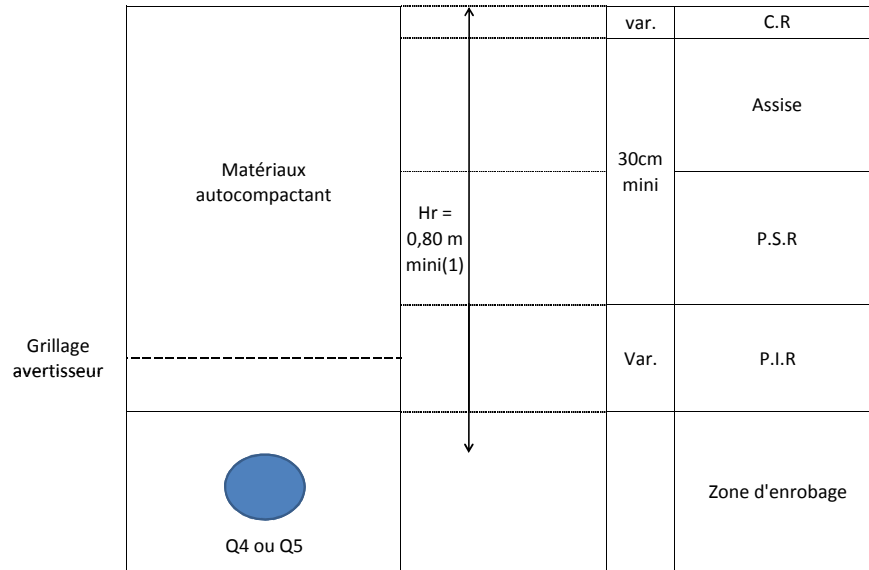 var.
C.R
Assise
Matériaux
autocompactant
30cm
mini
Hr =
0,80 m
mini(1)
P.S.R
Grillage
avertisseur
Var.
P.I.R
Zone d'enrobage
Q4 ou Q5